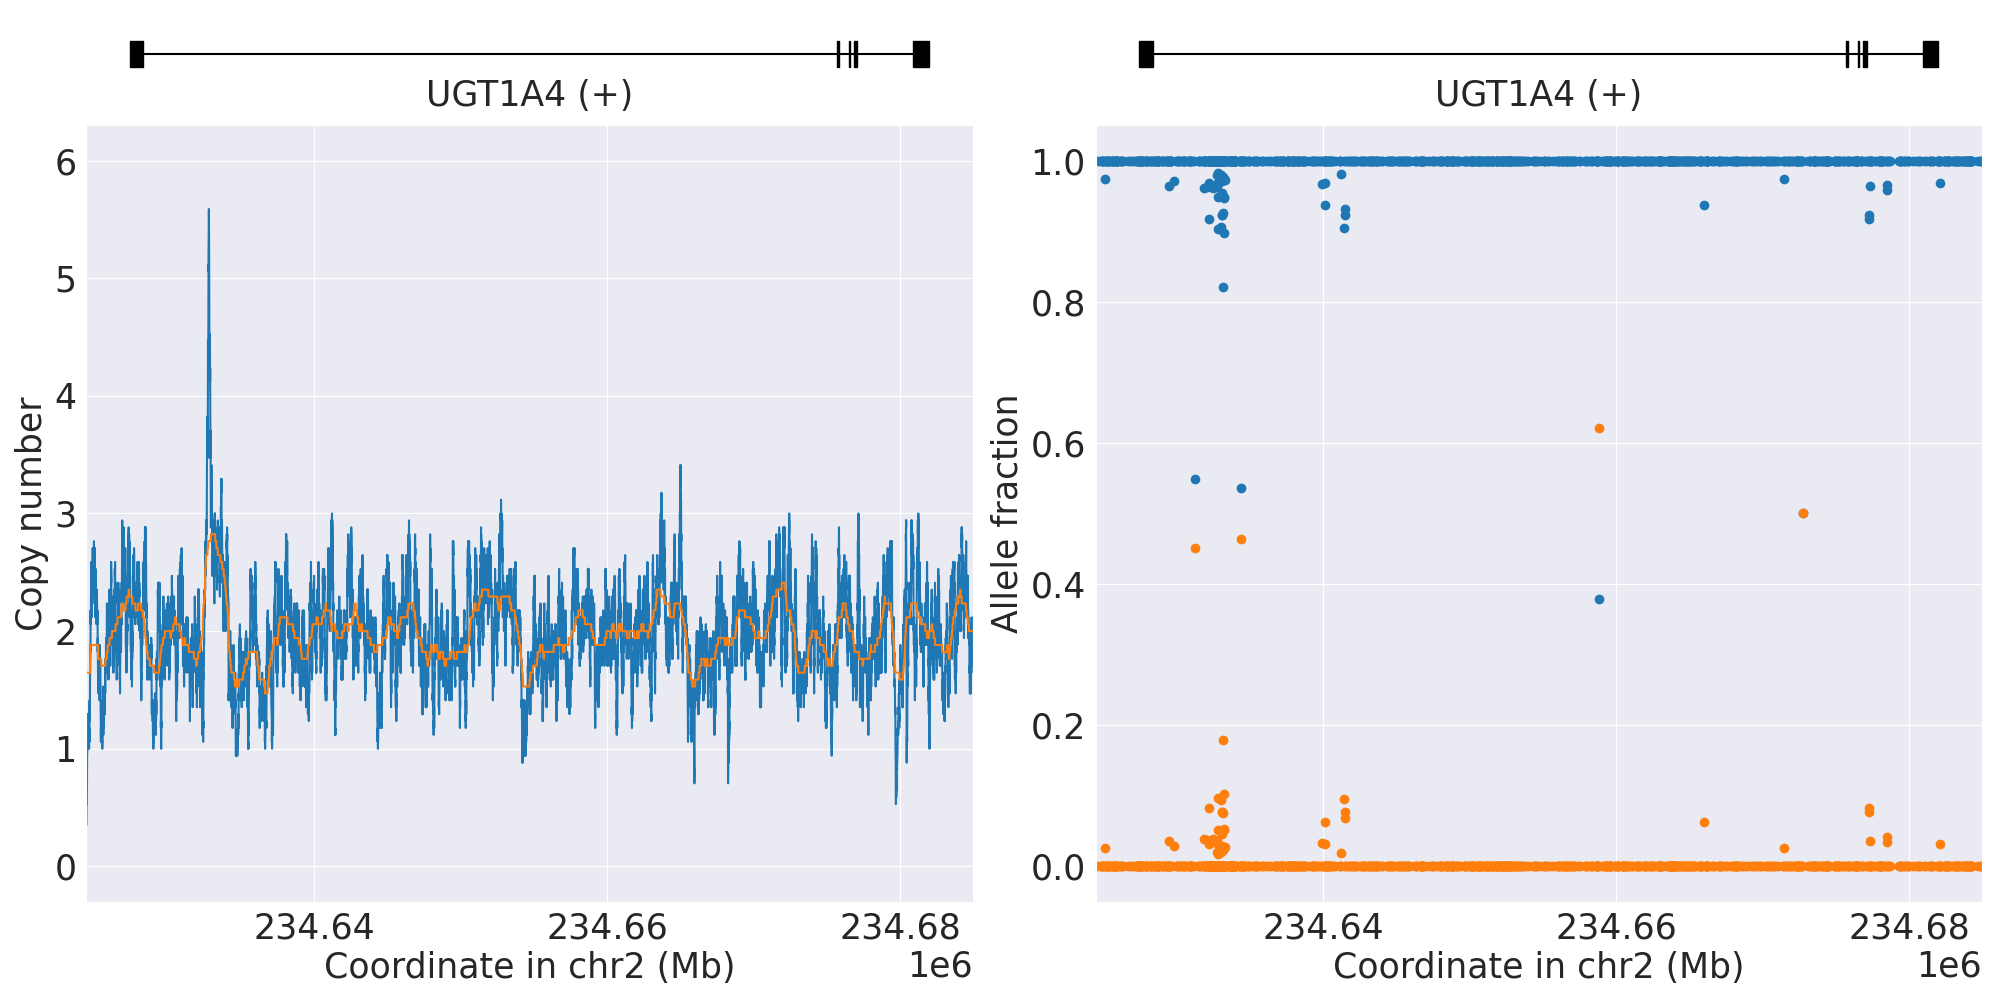 UGT1A4 (+)
6
5
4
3
2
1
0
Copy number
234.64
234.66
234.68
Coordinate in chr2 (Mb)
1e6
UGT1A4 (+)
1.0
0.8
0.6
0.4
0.2
0.0
Allele fraction
234.64
234.66
234.68
Coordinate in chr2 (Mb)
1e6